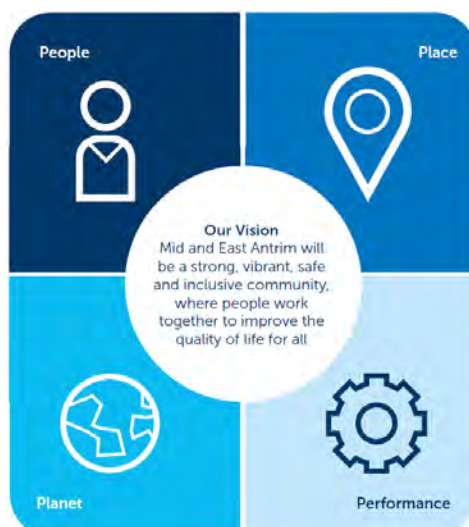 People
Place
Our Vision
Mid and East Antrim will
be a strong, vibrant, safe
and inclusive community,
where people work
together to improve the
quality of life for all
Planet
Performance